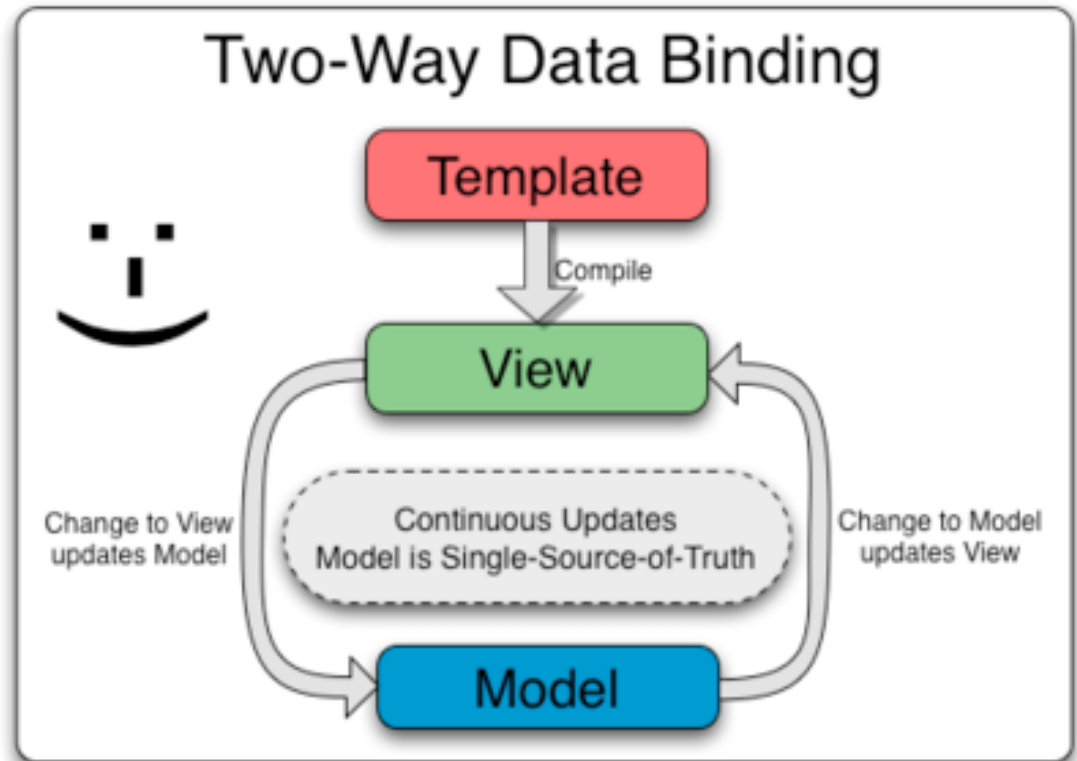 Two-Way Data Binding
Template
Compile
View
Change to View
updates Model
Continuous Updates
Model is Single-Source-of-Truth
Change to Model
updates View
Model